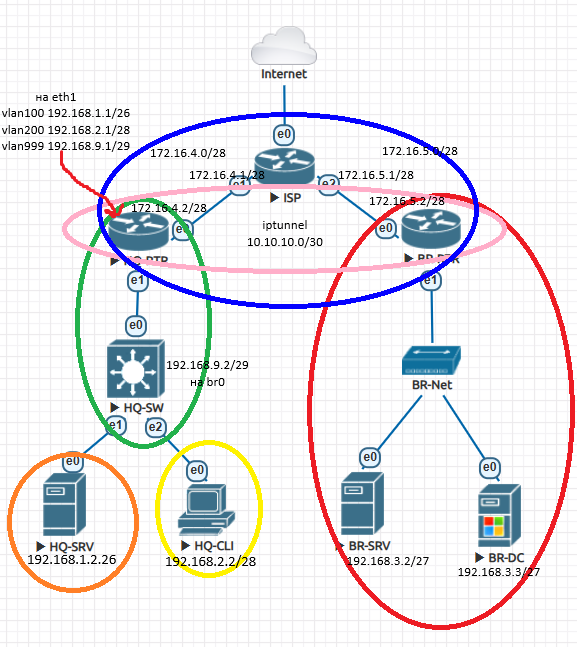 Internet
на eth1
vlan100 192.168.1.1/26
vlan200 192.168.2.1/28
vlan999 192.168.9.1/29
e0
172.16.4.0/28
172.16.5.0/28
172.16.4.1/28
172.16.5.1/28
e1
e2
ISP
172.16.4.2/28
172.16.5.2/28
e0
e0
iptunnel
10.10.10.0/30
HQ-RTR
BR-RTR
e1
e1
e0
192.168.9.2/29
на br0
BR-Net
HQ-SW
e1
e2
e0
e0
e0
e0
HQ-SRV
192.168.1.2.26
HQ-CLI
192.168.2.2/28
BR-SRV
192.168.3.2/27
BR-DC
192.168.3.3/27